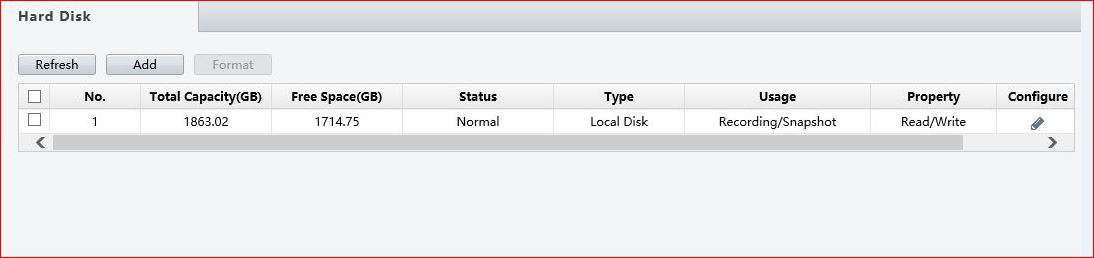 Hard Disk
Refresh Add Format
No. Total Capacity(GB) Free Space(GB) Status Type Usage Property Configure
1 1863.02 1714.75 Normal Local Disk Recording/Snapshot Read/Write